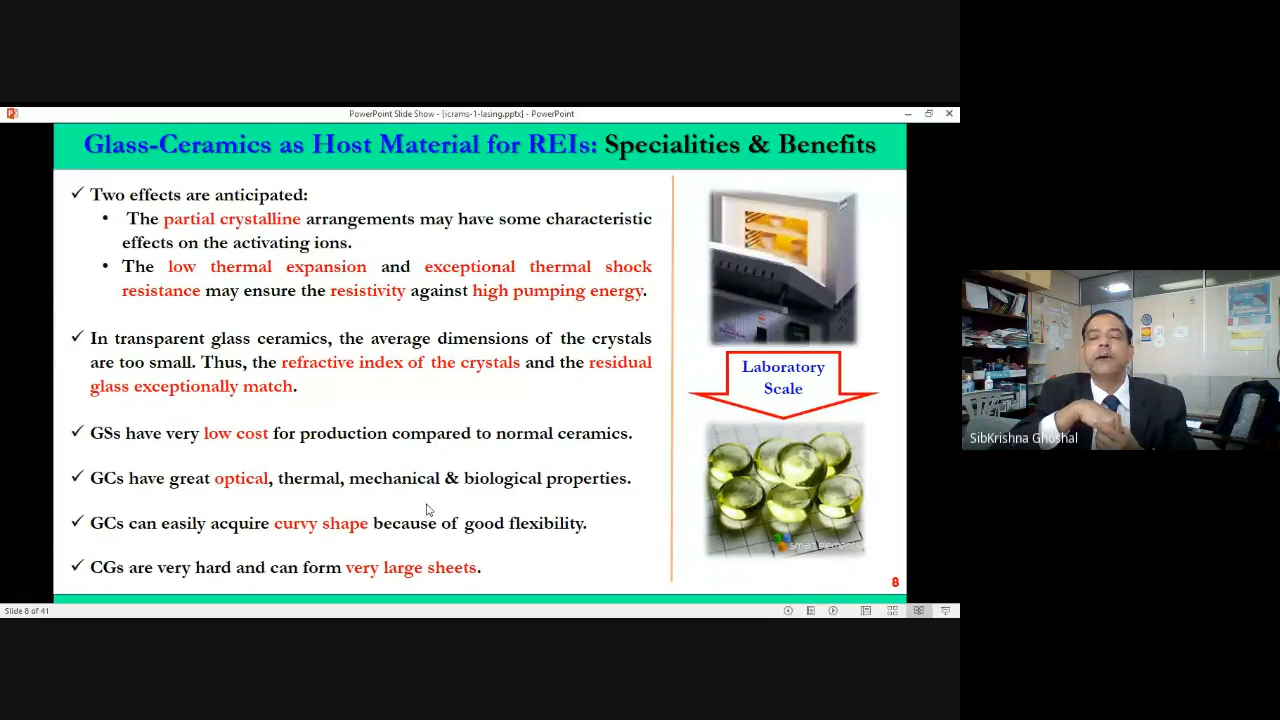 PowerPoint Slide Show - [icrams-1-lasing.pptx] - PowerPoint
Glass-Ceramics as Host Material for REIs: Specialities & Benefits
✓ Two effects are anticipated:
• The partial crystalline arrangements may have some characteristic
effects on the activating ions.
• The low thermal expansion and exceptional thermal shock
resistance may ensure the resistivity against high pumping energy.
✓ In transparent glass ceramics, the average dimensions of the crystals
are too small. Thus, the refractive index of the crystals and the residual
glass exceptionally match.
✓ GSs have very low cost for production compared to normal ceramics.
✓ GCs have great optical, thermal, mechanical & biological properties.
✓ GCs can easily acquire curvy shape because of good flexibility.
✓ CGs are very hard and can form very large sheets.
Laboratory
Scale
smart elements
8
Slide 8 of 41
SibKrishna Ghoshal